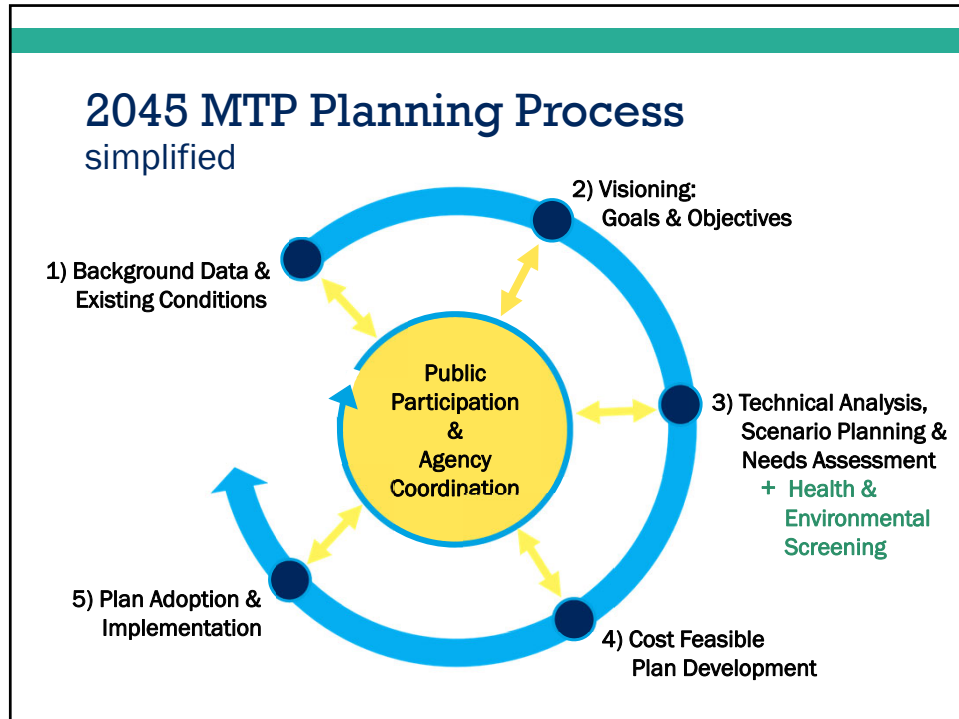 2045 MTP Planning Process
simplified
1) Background Data &
Existing Conditions
2) Visioning:
Goals & Objectives
3) Technical Analysis,
Scenario Planning &
Needs Assessment
+ Health &
Environmental
Screening
4) Cost Feasible
Plan Development
5) Plan Adoption &
Implementation
Public
Participation
&
Agency
Coordination